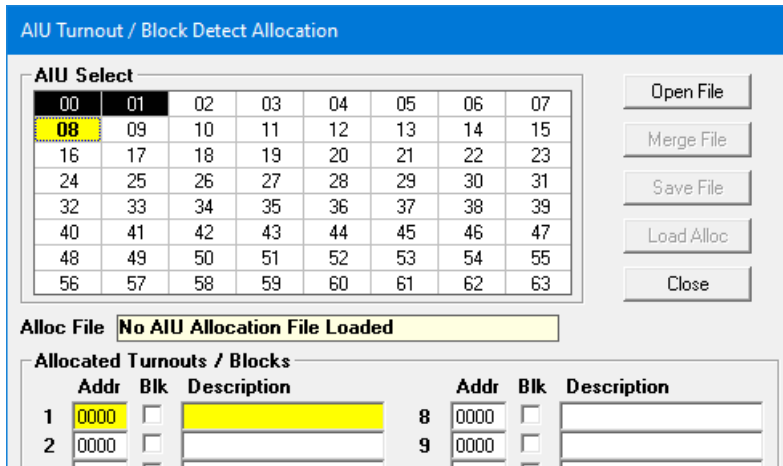 AIU Turnout / Block Detect Allocation
AIU Select
00 01 02 03 04 05 06 07
08 09 10 11 12 13 14 15
16 17 18 19 20 21 22 23
24 25 26 27 28 29 30 31
32 33 34 35 36 37 38 39
40 41 42 43 44 45 46 47
48 49 50 51 52 53 54 55
56 57 58 59 60 61 62 63
Open File
Merge File
Save File
Load Alloc
Close
Alloc File No AIU Allocation File Loaded
Allocated Turnouts / Blocks
Addr Blk Description Addr Blk Description
1 0000 8 0000
2 0000 9 0000